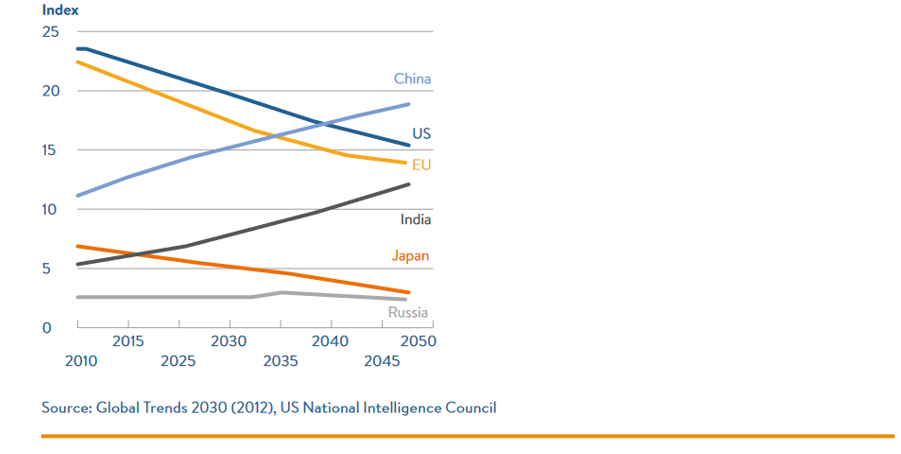 Index
25
20
15
10
5
0
China
US
EU
India
Japan
Russia
2015 2030 2040 2050
2010 2025 2035 2045
Source: Global Trends 2030 (2012), US National Intelligence Council